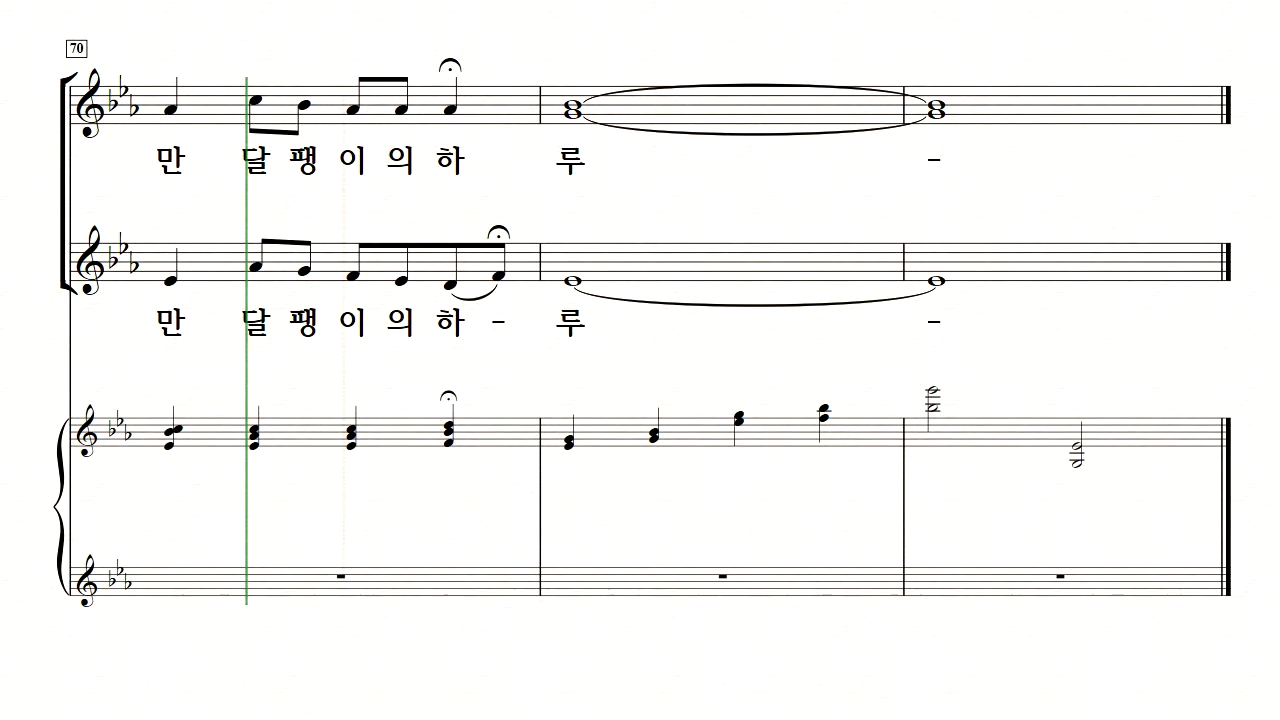 70
만 달 팽 이 의 하 루 -
만 달 팽 이 의 하 - 루 -